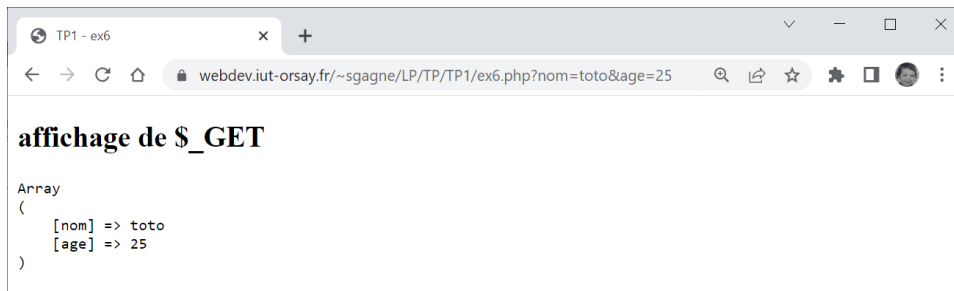 TP1 - ex6
webdev.iut-orsay.fr/~sgagne/LP/TP/TP1/ex6.php?nom=toto&age=25
affichage de $_GET
Array
(
    [nom] => toto
    [age] => 25
)